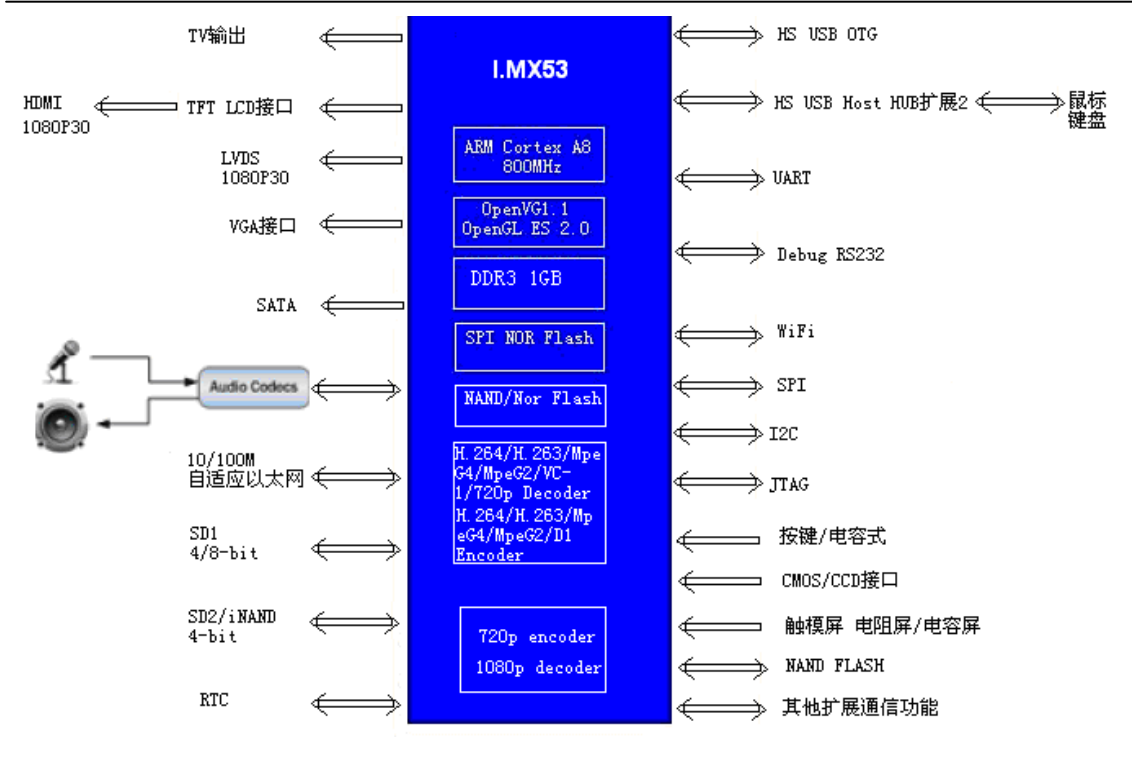 TV输出
HDMI
1080P30
TFT LCD接口
LVDS
1080P30
VGA接口
SATA
Audio Codecs
10/100M
自适应以太网
SD1
4/8-bit
SD2/iNAND
4-bit
RTC
I.MX53
ARM Cortex A8
800MHz
OpenVG1.1
OpenGL ES 2.0
DDR3 1GB
SPI NOR Flash
NAND/Nor Flash
H.264/H.263/Mpe
G4/MpeG2/VC-
1/720p Decoder
H.264/H.263/Mp
eG4/MpeG2/D1
Encoder
720p encoder
1080p decoder
HS USB OTG
HS USB Host HUB扩展2
鼠标
键盘
UART
Debug RS232
WiFi
SPI
I2C
JTAG
按键/电容式
CMOS/CCD接口
触模屏 电阻屏/电容屏
NAND FLASH
其他扩展通信功能